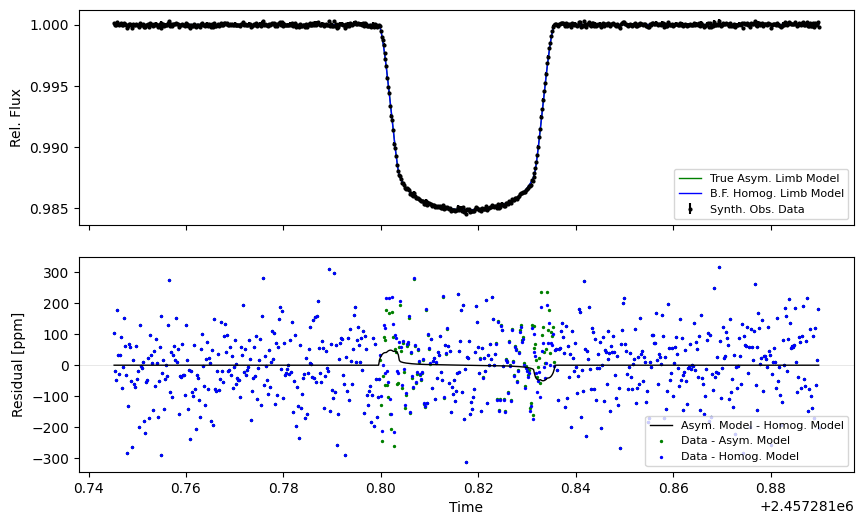 1.000
0.995
0.990
0.985
Rel. Flux
True Asym. Limb Model
B.F. Homog. Limb Model
Synth. Obs. Data
300
200
100
0
−100
−200
−300
Residual [ppm]
Asym. Model - Homog. Model
Data - Asym. Model
Data - Homog. Model
0.74 0.76 0.78 0.80 0.82 0.84 0.86 0.88
Time
+2.457281e6